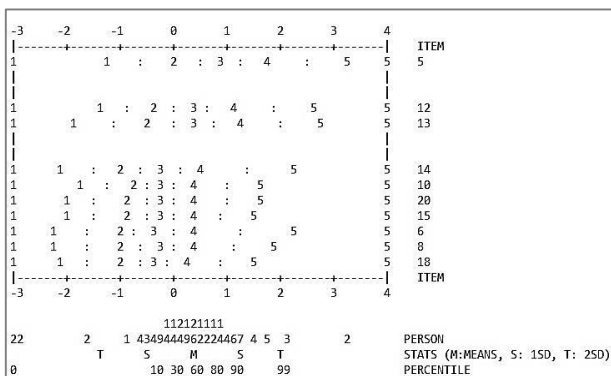 -3 -2 -1 0 1 2 3 4
|------+------+------+------+------+------+------| ITEM
1 1 : 2 : 3 : 4 : 5 5 5
| |
| |
1 1 : 2 : 3 : 4 : 5 5 12
1 1 : 2 : 3 : 4 : 5 5 13
| |
| |
1 1 : 2 : 3 : 4 : 5 5 14
1 1 : 2 : 3 : 4 : 5 5 10
1 1 : 2 : 3 : 4 : 5 5 20
1 1 : 2 : 3 : 4 : 5 5 15
1 1 : 2 : 3 : 4 : 5 5 6
1 1 : 2 : 3 : 4 : 5 5 8
1 1 : 2 : 3 : 4 : 5 5 18
|------+------+------+------+------+------+------| ITEM
-3 -2 -1 0 1 2 3 4
112121111
22 2 1 4349444962224467 4 5 3 2 PERSON
T S M S T STATS (M:MEANS, S: 1SD, T: 2SD)
0 10 30 60 80 90 99 PERCENTILE